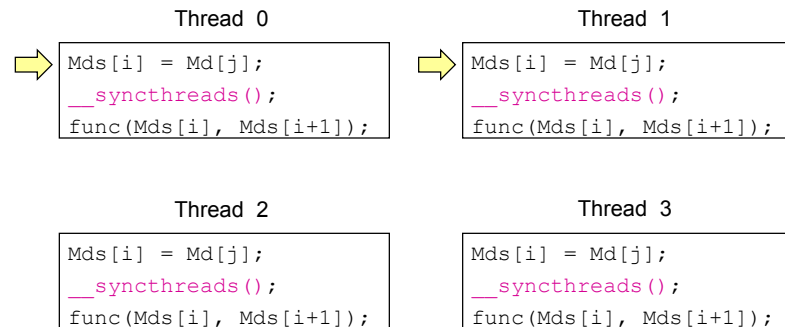 Thread 0
Mds[i] = Md[j];
__syncthreads();
func(Mds[i], Mds[i+1]);
Thread 1
Mds[i] = Md[j];
__syncthreads();
func(Mds[i], Mds[i+1]);
Thread 2
Mds[i] = Md[j];
__syncthreads();
func(Mds[i], Mds[i+1]);
Thread 3
Mds[i] = Md[j];
__syncthreads();
func(Mds[i], Mds[i+1]);